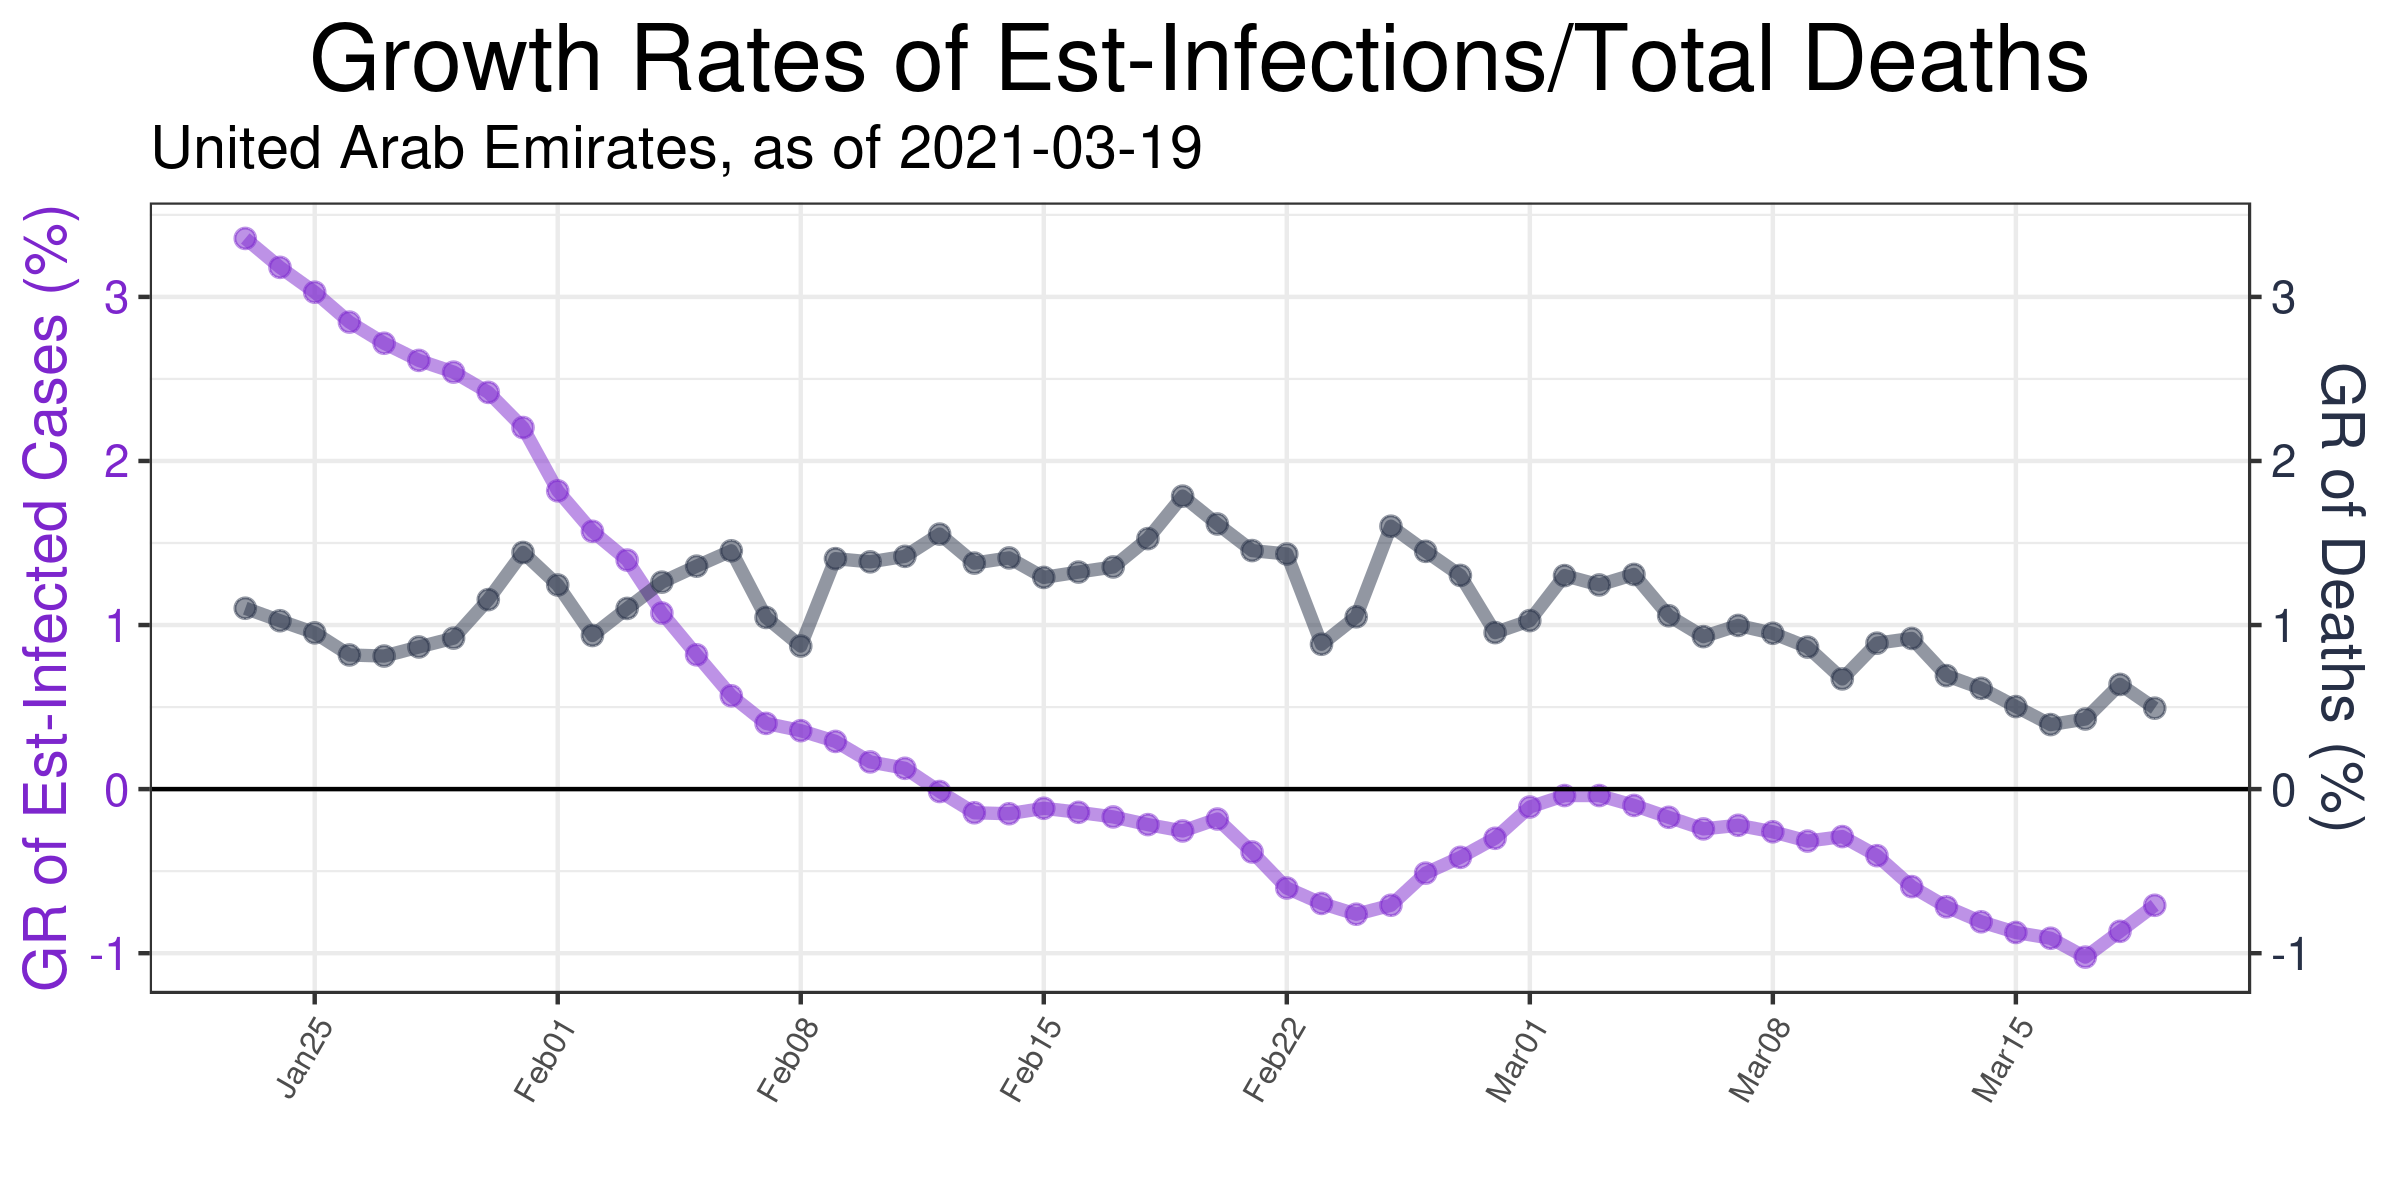 Growth Rates of Est-Infections/Total Deaths
United Arab Emirates, as of 2021-03-19
GR of Est-Infected Cases (%)
3
2
1
0
-1
3
2
1
0
-1
GR of Deaths (%)
Jan25
Feb01
Feb08
Feb15
Feb22
Mar01
Mar08
Mar15